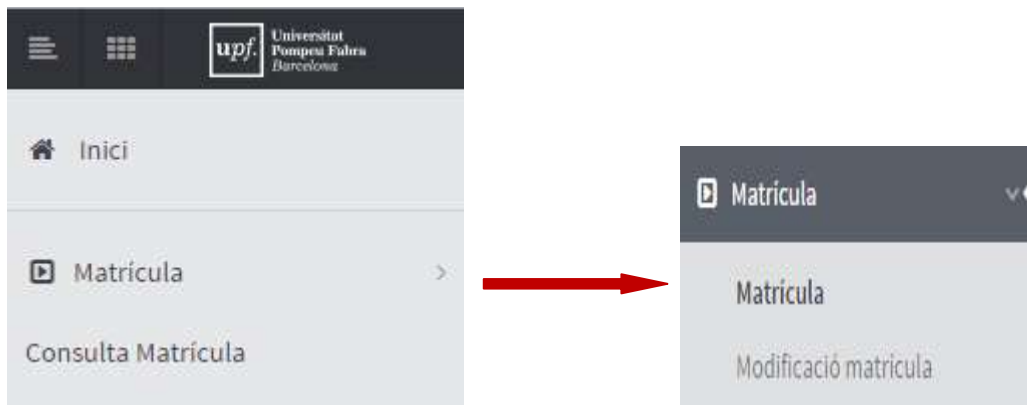 upf.
Universitat
Pompeu Fabra
Barcelona
Inici
Matrícula
Consulta Matrícula
Matrícula
Matrícula
Modificació matrícula